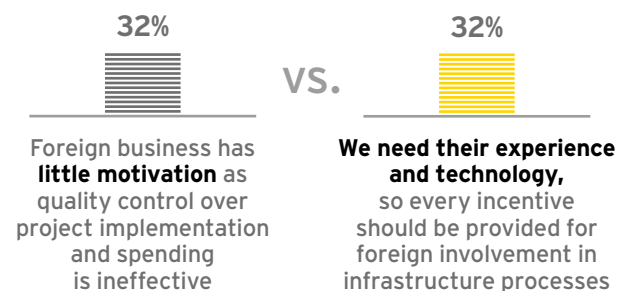 32%
Foreign business has
little motivation as
quality control over
project implementation
and spending
is ineffective
vs.
32%
We need their experience
and technology,
so every incentive
should be provided for
foreign involvement in
infrastructure processes